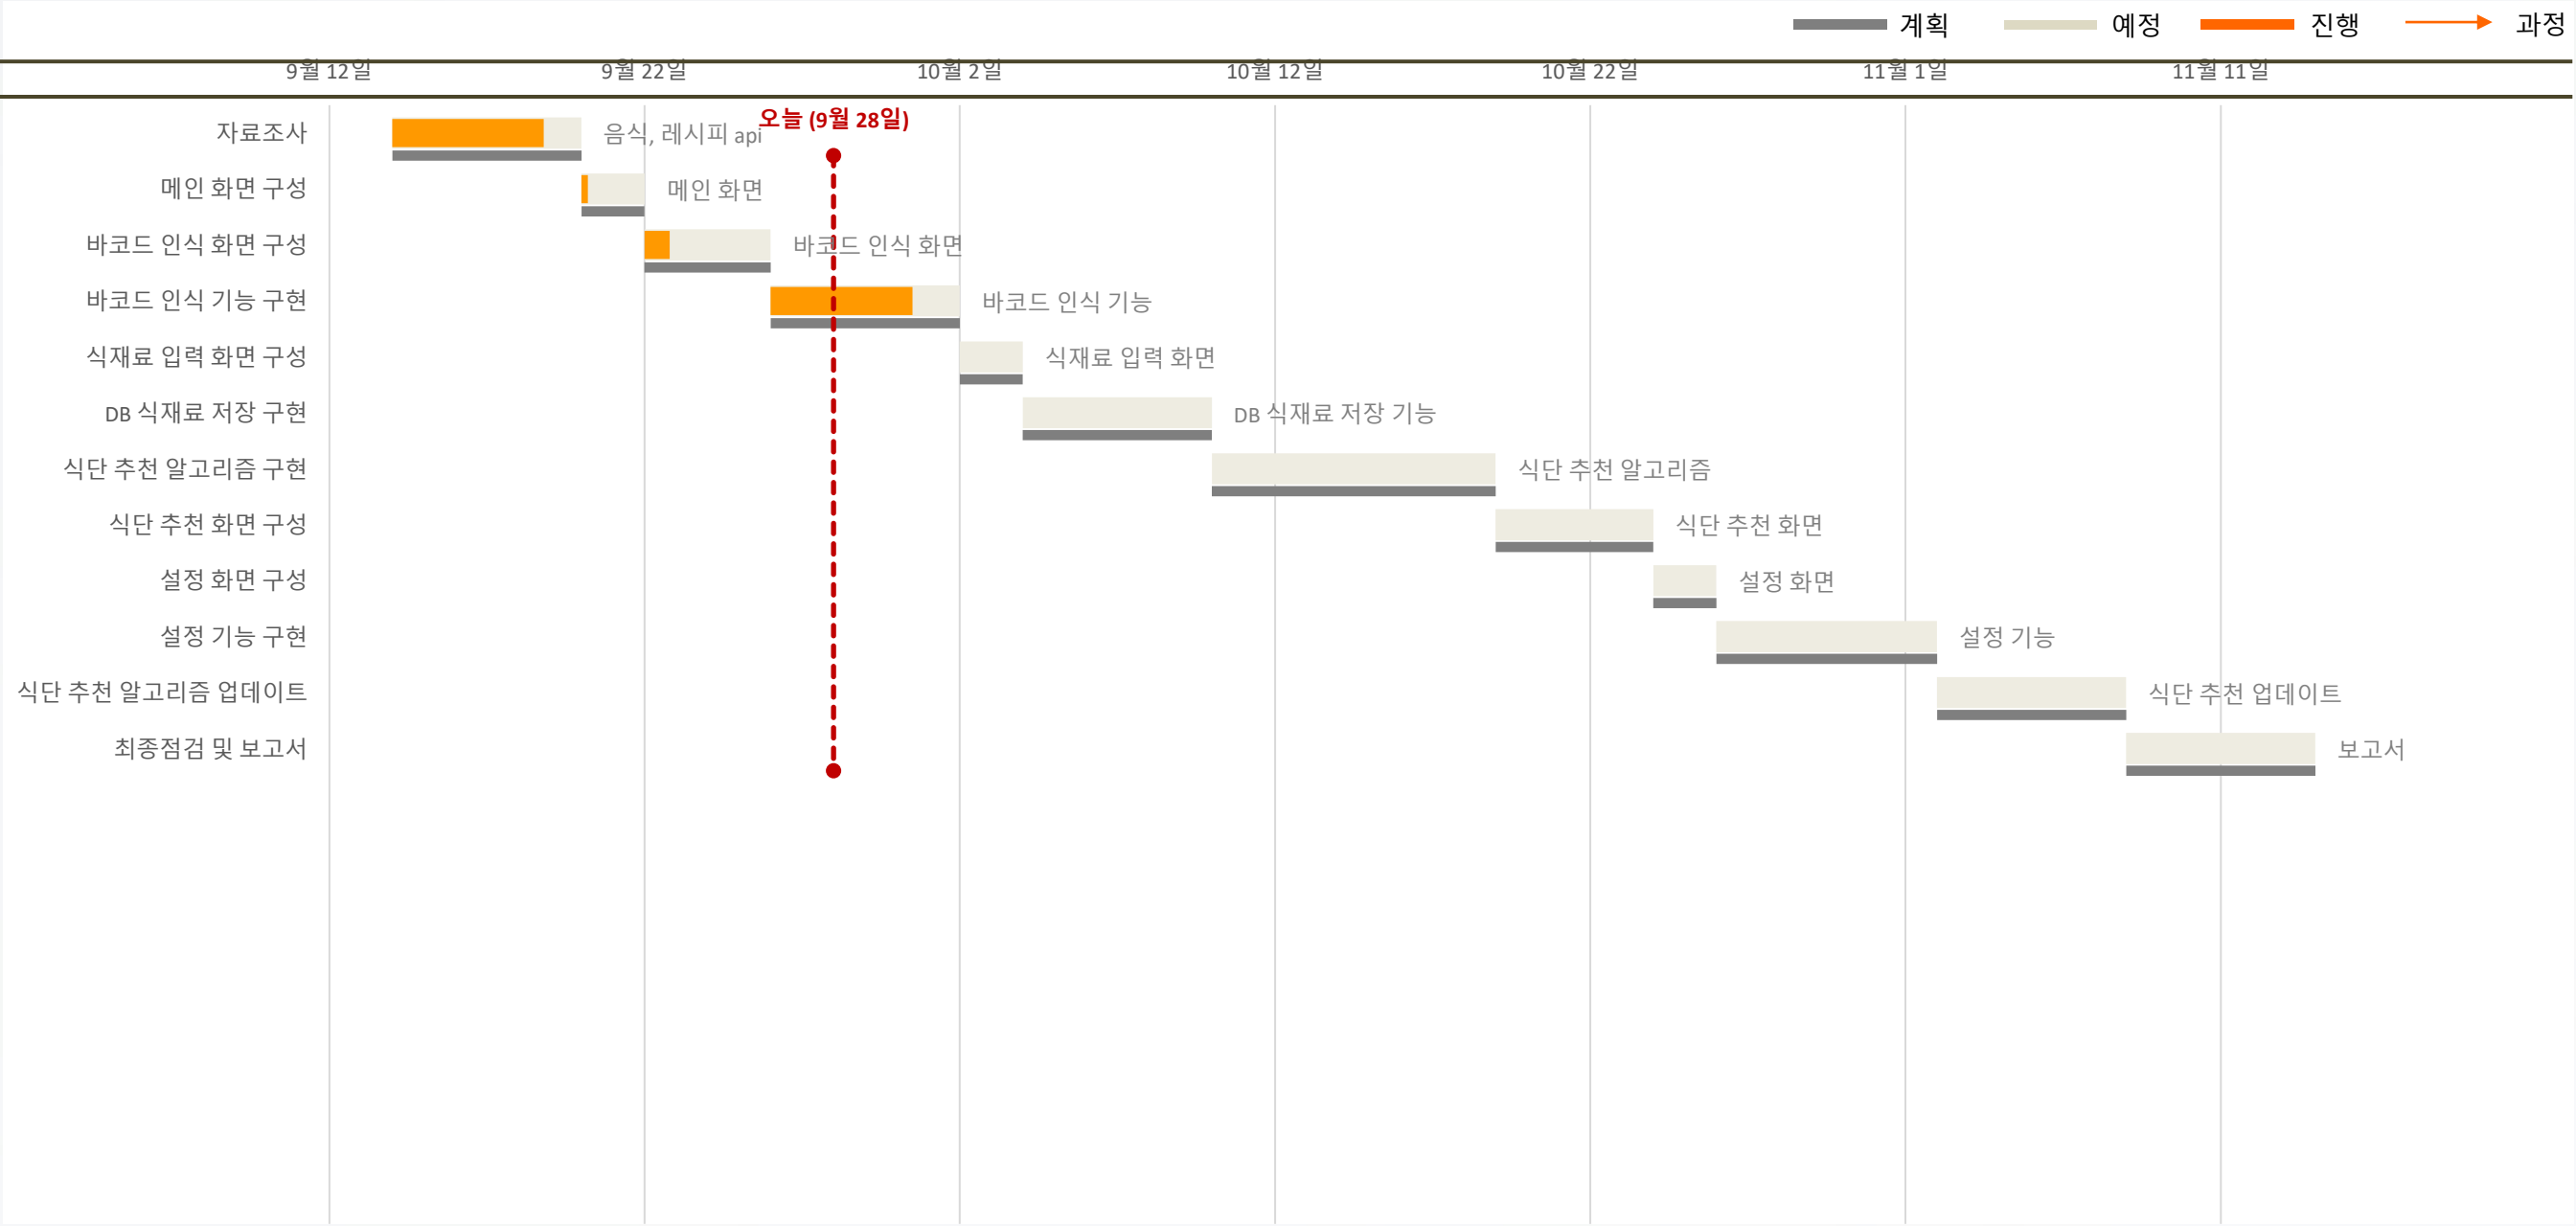 계획 예정 진행 과정
9월 12일 9월 22일 10월 2일 10월 12일 10월 22일 11월 1일 11월 11일
오늘 (9월 28일)
자료조사 음식, 레시피 api
메인 화면 구성 메인 화면
바코드 인식 화면 구성 바코드 인식 화면
바코드 인식 기능 구현 바코드 인식 기능
식재료 입력 화면 구성 식재료 입력 화면
DB 식재료 저장 구현 DB 식재료 저장 기능
식단 추천 알고리즘 구현 식단 추천 알고리즘
식단 추천 화면 구성 식단 추천 화면
설정 화면 구성 설정 화면
설정 기능 구현 설정 기능
식단 추천 알고리즘 업데이트 식단 추천 업데이트
최종점검 및 보고서 보고서